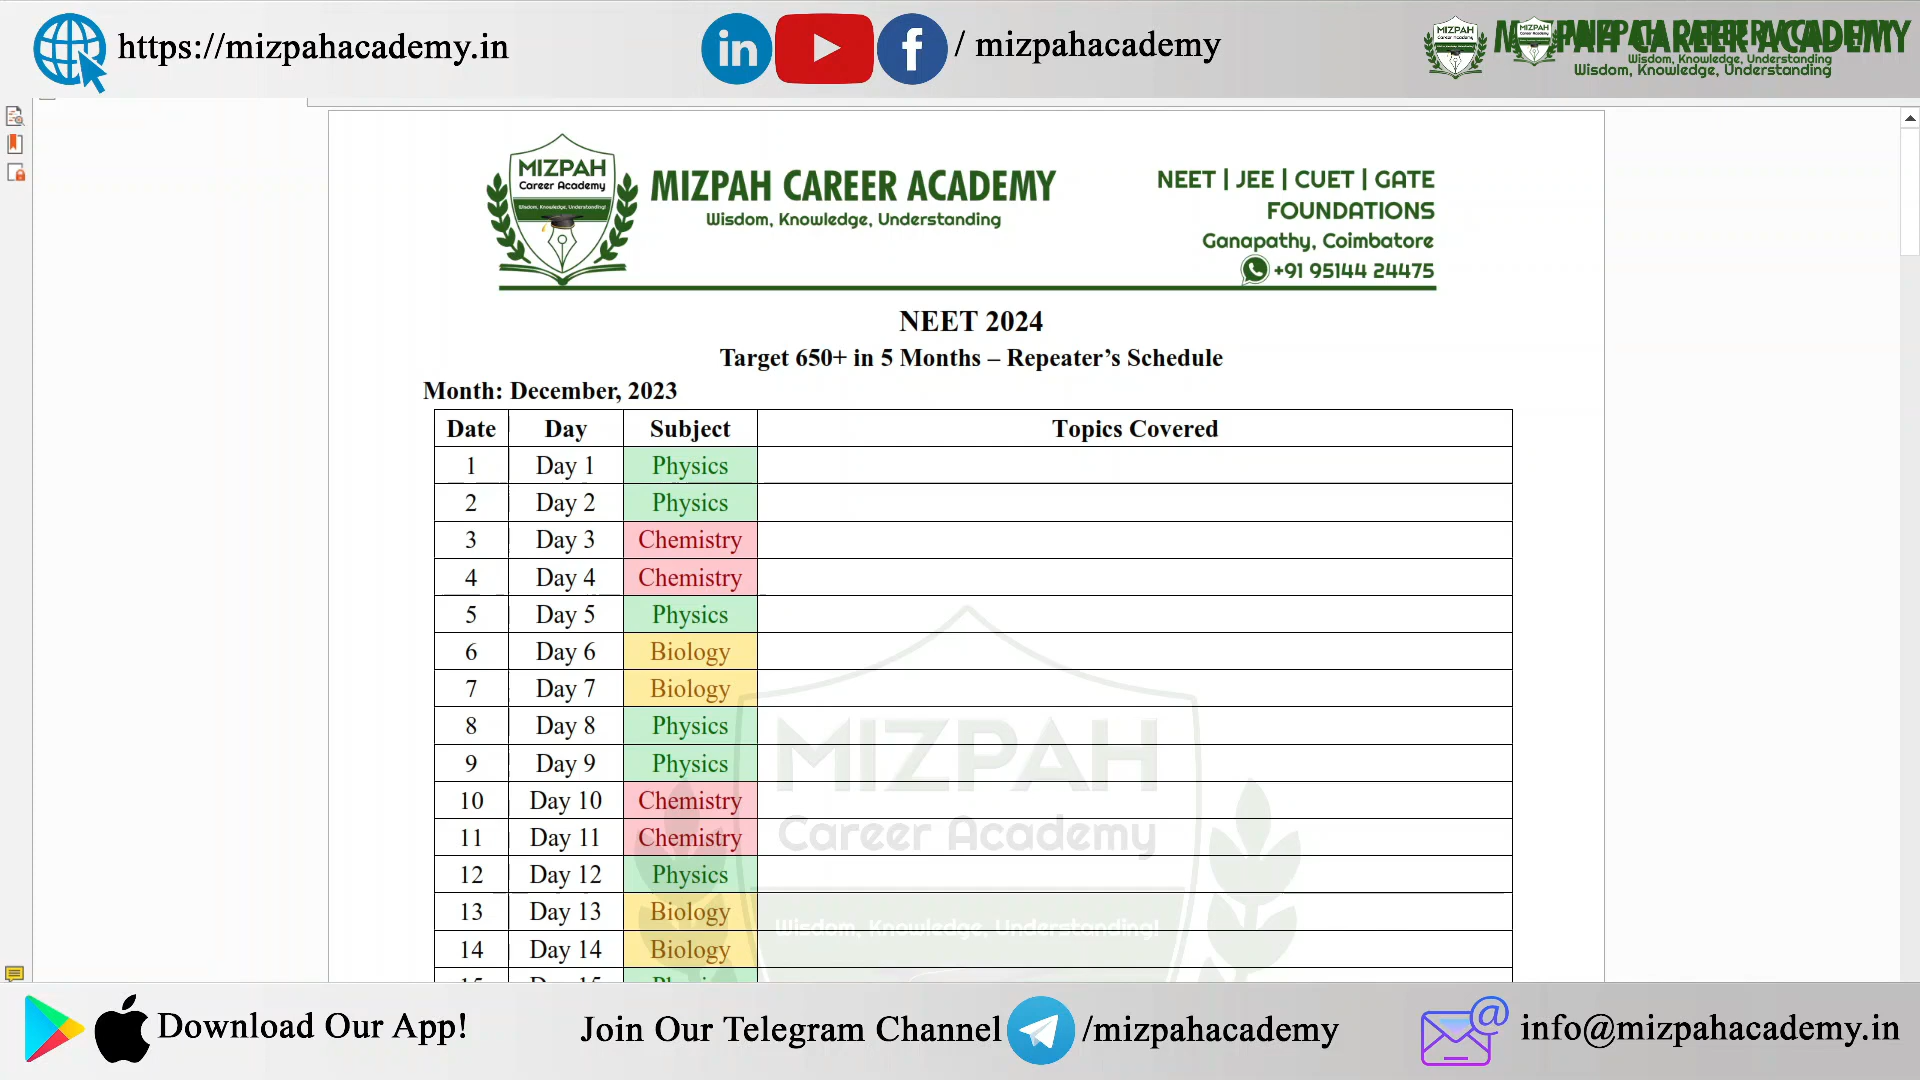 https://mizpahacademy.in
/ mizpahacademy
MIZPAH CAREER ACADEMY
Wisdom, Knowledge, Understanding
Wisdom, Knowledge, Understanding
MIZPAH
Career Academy
Wisdom, Knowledge, Understanding!
MIZPAH CAREER ACADEMY
Wisdom, Knowledge, Understanding
NEET | JEE | CUET | GATE
FOUNDATIONS
Ganapathy, Coimbatore
+91 95144 24475
NEET 2024
Target 650+ in 5 Months – Repeater's Schedule
Month: December, 2023
Date Day Subject Topics Covered
1 Day 1 Physics
2 Day 2 Physics
3 Day 3 Chemistry
4 Day 4 Chemistry
5 Day 5 Physics
6 Day 6 Biology
7 Day 7 Biology
8 Day 8 Physics
9 Day 9 Physics
10 Day 10 Chemistry
11 Day 11 Chemistry
12 Day 12 Physics
13 Day 13 Biology
14 Day 14 Biology
MIZPAH
Career Academy
Wisdom, Knowledge, Understanding!
Download Our App!
Join Our Telegram Channel /mizpahacademy
info@mizpahacademy.in